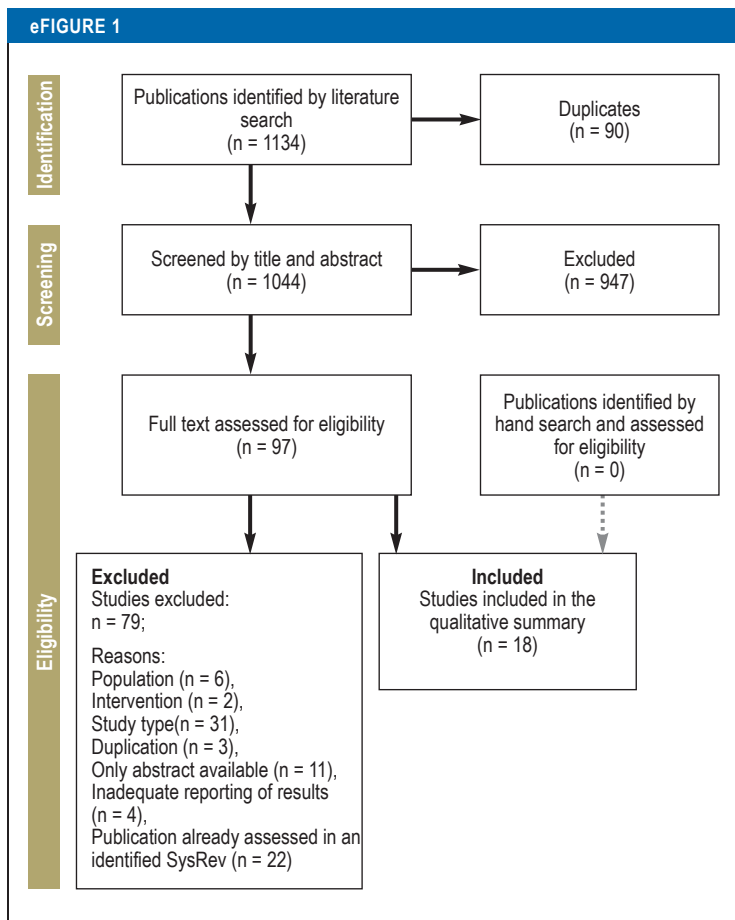 eFIGURE 1
Identification
Publications identified by literature
search
(n = 1134)
Duplicates
(n = 90)
Screening
Screened by title and abstract
(n = 1044)
Excluded
(n = 947)
Eligibility
Full text assessed for eligibility
(n = 97)
Publications identified by
hand search and assessed
for eligibility
(n = 0)
Excluded
Studies excluded:
n = 79;
Reasons:
Population (n = 6),
Intervention (n = 2),
Study type(n = 31),
Duplication (n = 3),
Only abstract available (n = 11),
Inadequate reporting of results
(n = 4),
Publication already assessed in an
identified SysRev (n = 22)
Included
Studies included in the
qualitative summary
(n = 18)